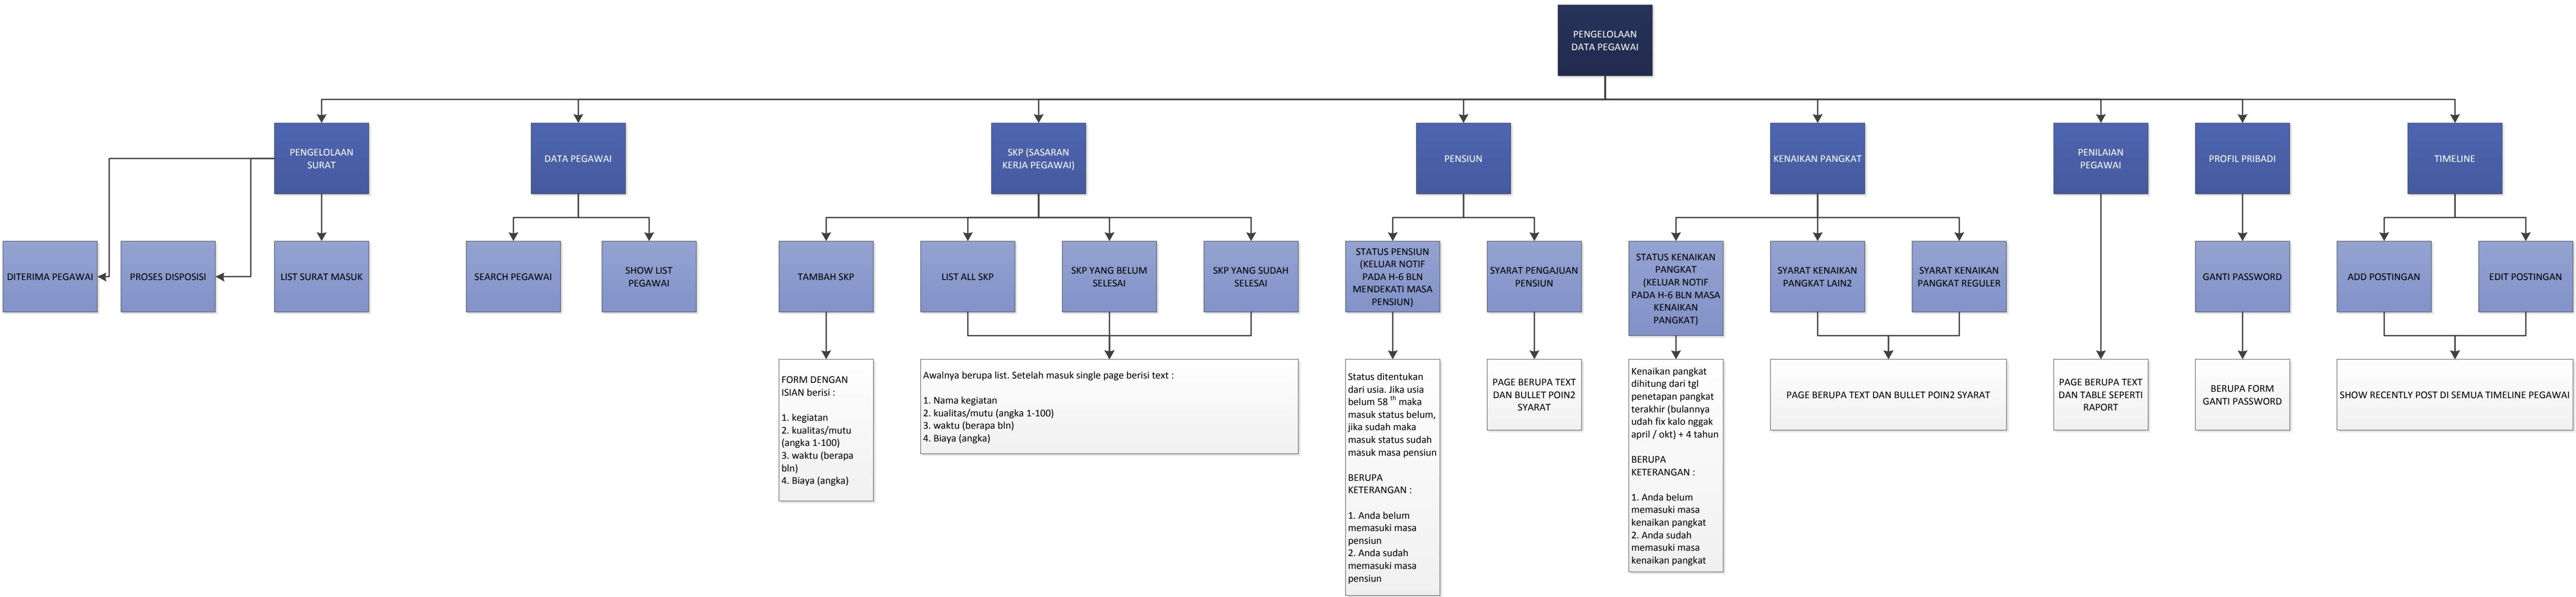 PENGELOLAAN
DATA PEGAWAI
PENGELOLAAN
SURAT
DATA PEGAWAI
SKP (SASARAN
KERJA PEGAWAI)
PENSIUN
KENAIKAN PANGKAT
PENILAIAN
PEGAWAI
PROFIL PRIBADI
TIMELINE
DITERIMA PEGAWAI
PROSES DISPOSISI
LIST SURAT MASUK
SEARCH PEGAWAI
SHOW LIST
PEGAWAI
TAMBAH SKP
LIST ALL SKP
SKP YANG BELUM
SELESAI
SKP YANG SUDAH
SELESAI
STATUS PENSIUN
(KELUAR NOTIF
PADA H-6 BLN
MENDEKATI MASA
PENSIUN)
SYARAT PENGAJUAN
PENSIUN
STATUS KENAIKAN
PANGKAT
(KELUAR NOTIF
PADA H-6 BLN MASA
KENAIKAN
PANGKAT)
SYARAT KENAIKAN
PANGKAT LAIN2
SYARAT KENAIKAN
PANGKAT REGULER
GANTI PASSWORD
ADD POSTINGAN
EDIT POSTINGAN
FORM DENGAN
ISIAN berisi :
1. kegiatan
2. kualitas/mutu
(angka 1-100)
3. waktu (berapa
bln)
4. Biaya (angka)
Awalnya berupa list. Setelah masuk single page berisi text :
1. Nama kegiatan
2. kualitas/mutu (angka 1-100)
3. waktu (berapa bln)
4. Biaya (angka)
Status ditentukan
dari usia. Jika usia
belum 58 th maka
masuk status belum,
jika sudah maka
masuk status sudah
masuk masa pensiun
BERUPA
KETERANGAN :
1. Anda belum
memasuki masa
pensiun
2. Anda sudah
memasuki masa
pensiun
PAGE BERUPA TEXT
DAN BULLET POIN2
SYARAT
Kenaikan pangkat
dihitung dari tgl
penetapan pangkat
terakhir (bulannya
udah fix kalo nggak
april / okt) + 4 tahun
BERUPA
KETERANGAN :
1. Anda belum
memasuki masa
kenaikan pangkat
2. Anda sudah
memasuki masa
kenaikan pangkat
PAGE BERUPA TEXT DAN BULLET POIN2 SYARAT
PAGE BERUPA TEXT
DAN TABLE SEPERTI
RAPORT
BERUPA FORM
GANTI PASSWORD
SHOW RECENTLY POST DI SEMUA TIMELINE PEGAWAI